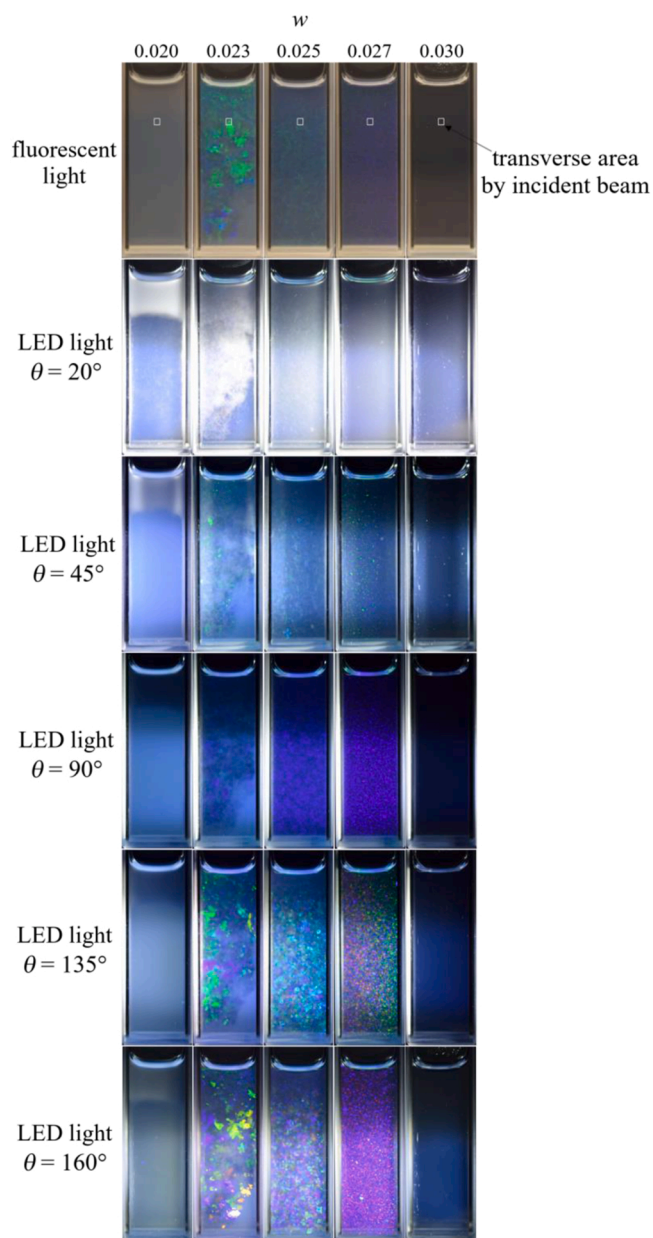 w
0.020 0.023 0.025 0.027 0.030
fluorescent
light
transverse area
by incident beam
LED light
θ = 20°
LED light
θ = 45°
LED light
θ = 90°
LED light
θ = 135°
LED light
θ = 160°